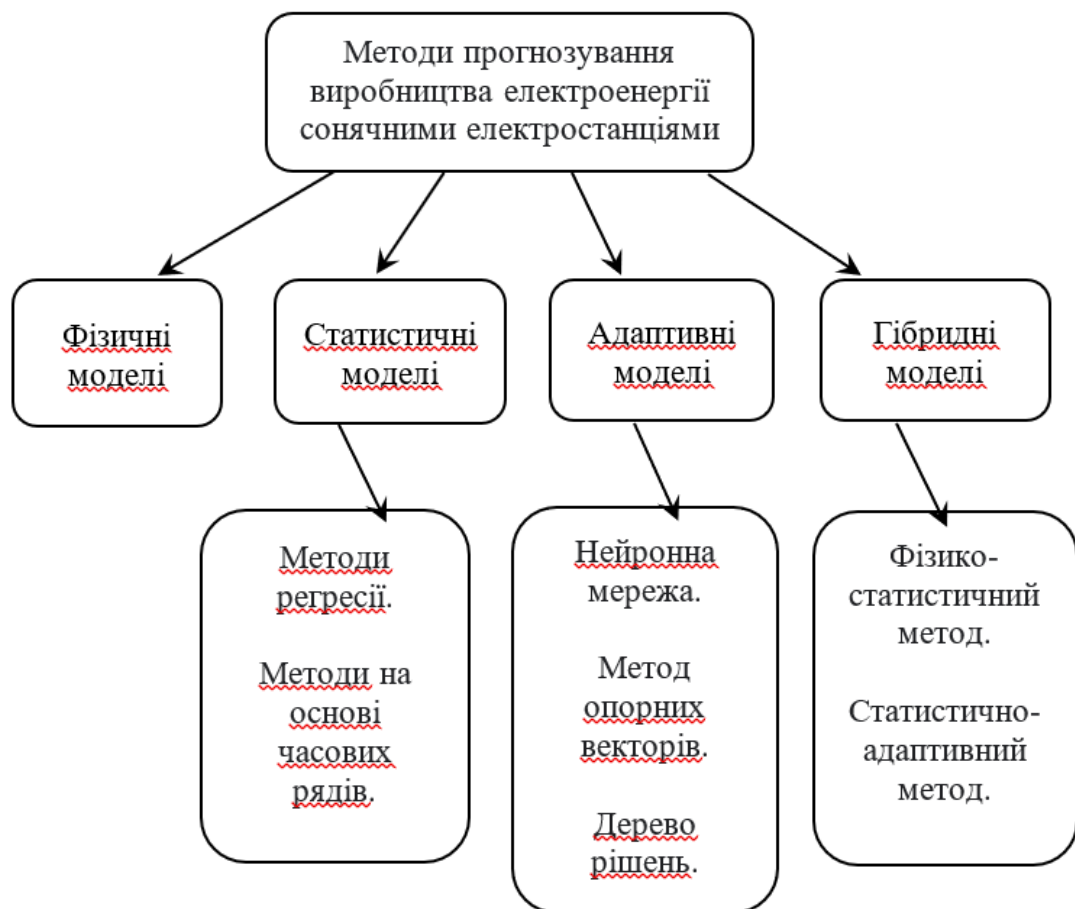 Методи прогнозування
виробництва електроенергії
сонячними електростанціями
Фізичні
моделі
Статистичні
моделі
Адаптивні
моделі
Гібридні
моделі
Методи
регресії.
Методи на
основі
часових
рядів.
Нейронна
мережа.
Метод
опорних
векторів.
Дерево
рішень.
Фізико-
статистичний
метод.
Статистично-
адаптивний
метод.